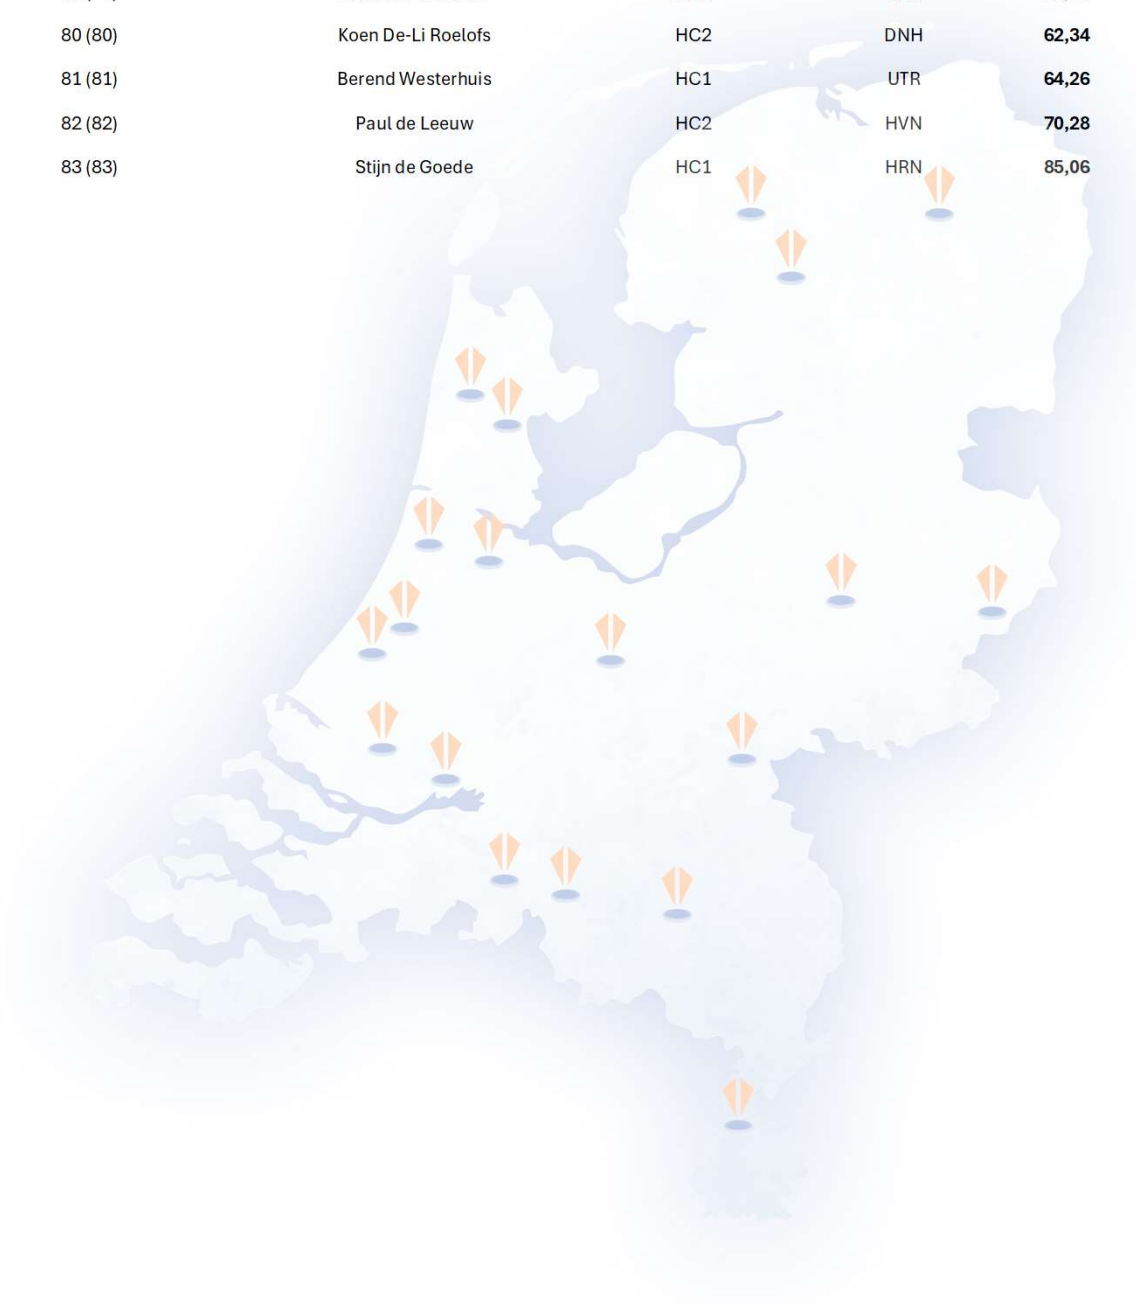 80 (80) Koen De-Li Roelofs HC2 DNH 62,34
81 (81) Berend Westerhuis HC1 UTR 64,26
82 (82) Paul de Leeuw HC2 HVN 70,28
83 (83) Stijn de Goede HC1 HRN 85,06